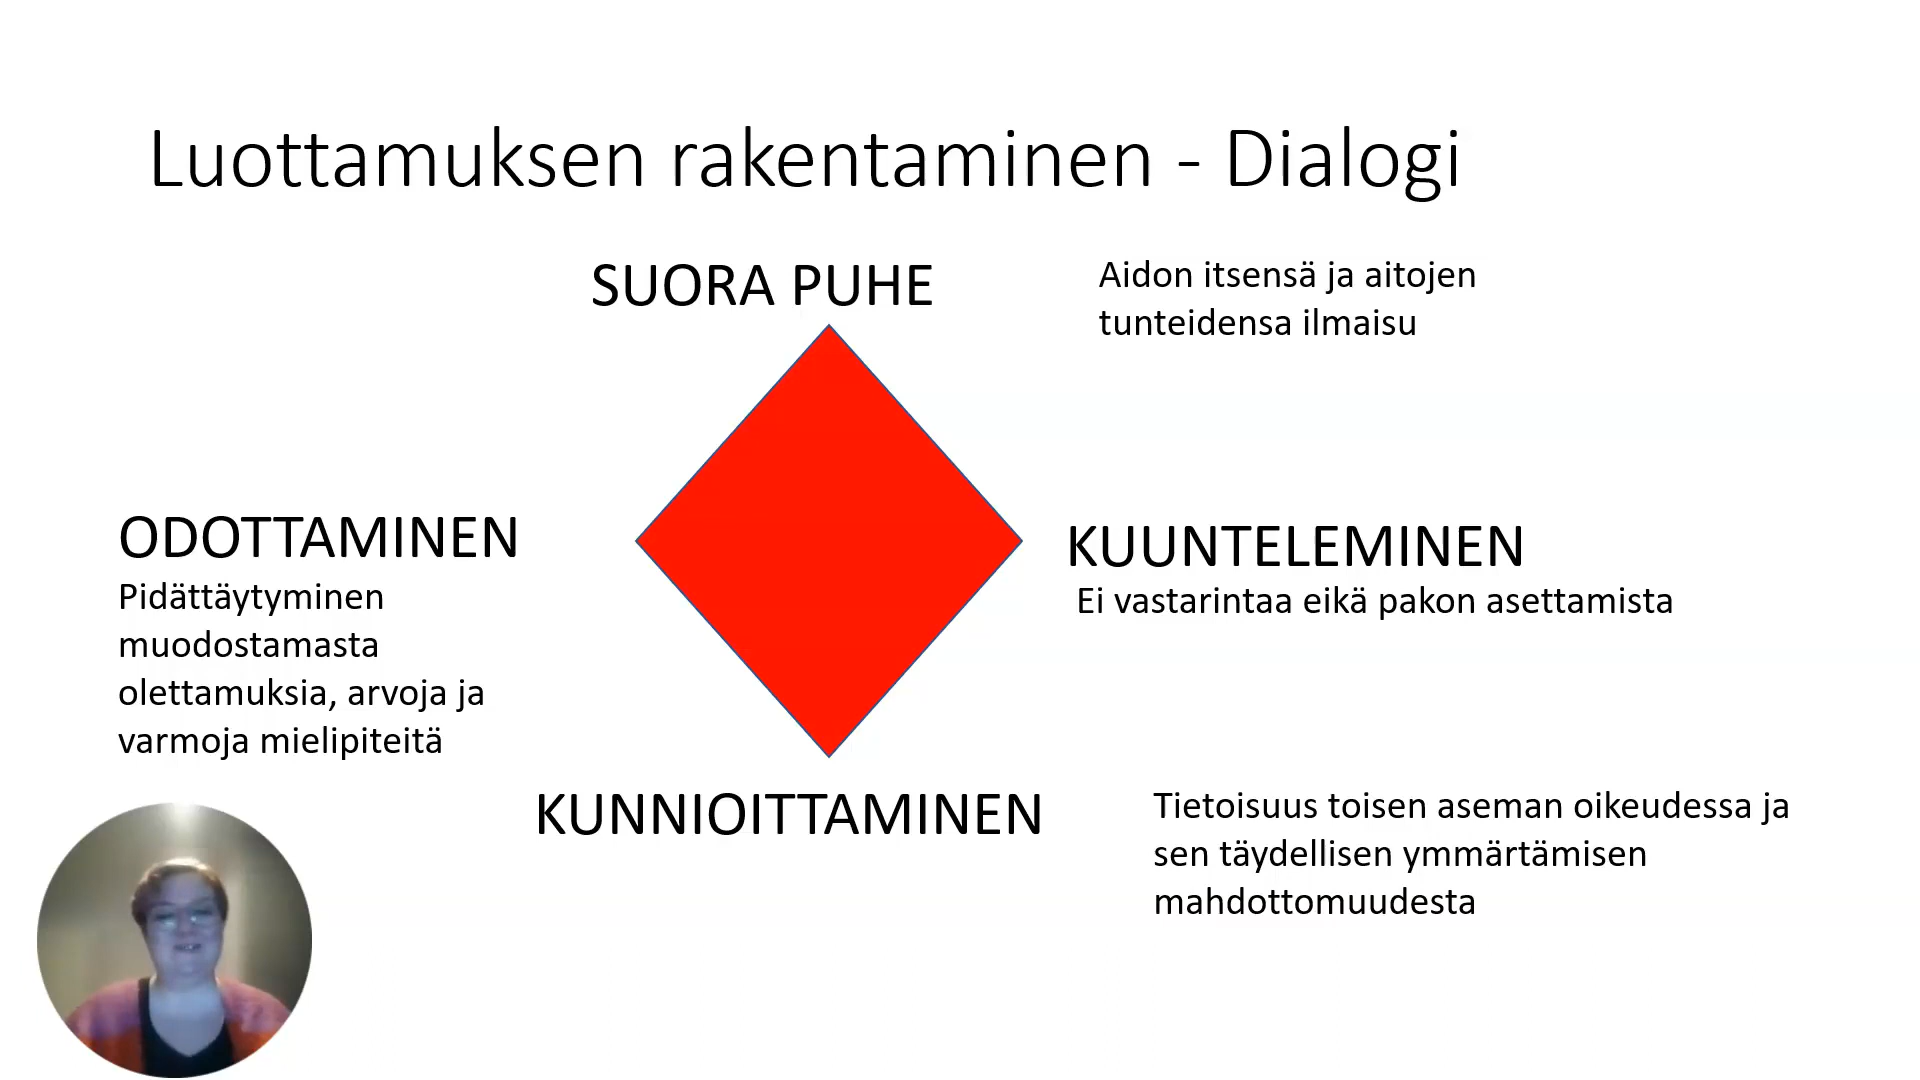 Luottamuksen rakentaminen - Dialogi
SUORA PUHE
Aidon itsensä ja aitojen
tunteidensa ilmaisu
ODOTTAMINEN
Pidättäytyminen
muodostamasta
olettamuksia, arvoja ja
varmoja mielipiteitä
KUUNTELEMINEN
Ei vastarintaa eikä pakon asettamista
KUNNIOITTAMINEN
Tietoisuus toisen aseman oikeudessa ja
sen täydellisen ymmärtämisen
mahdottomuudesta